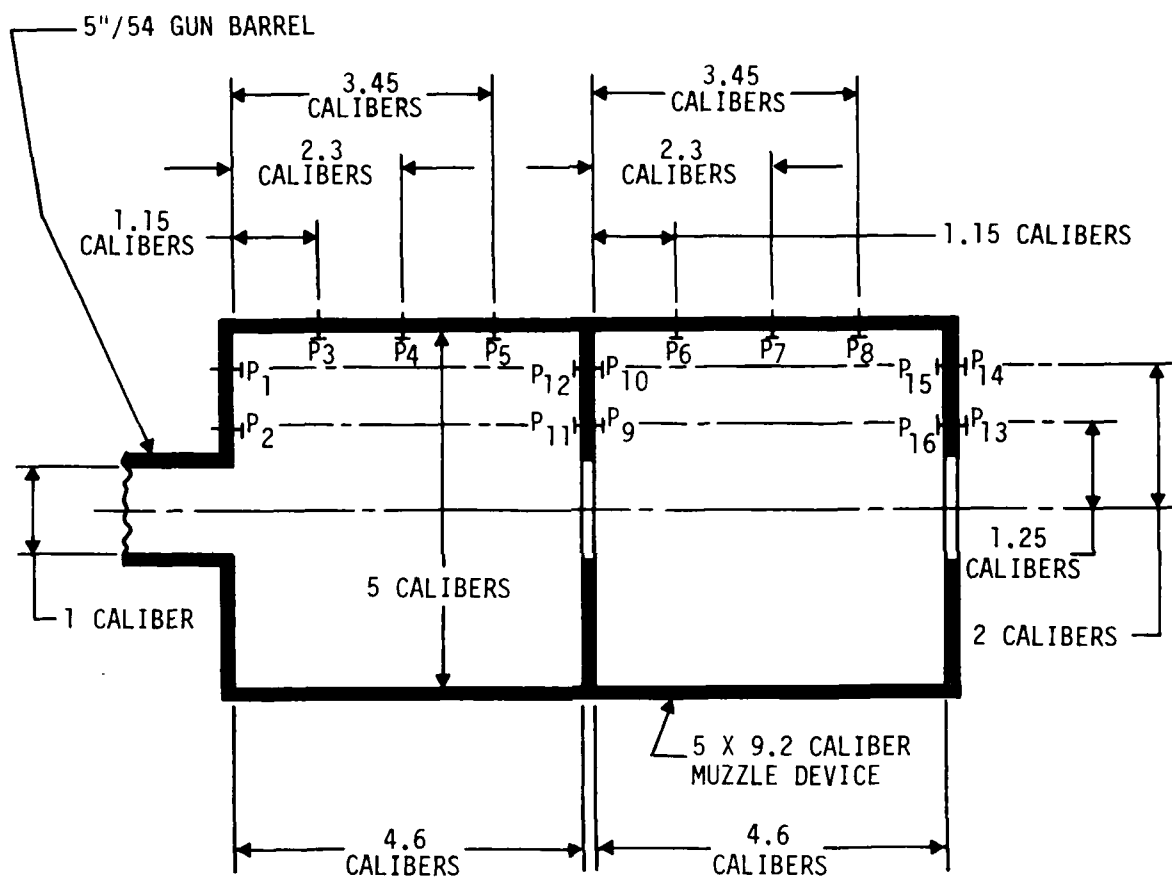 5"/54 GUN BARREL
3.45
CALIBERS
3.45
CALIBERS
2.3
CALIBERS
2.3
CALIBERS
1.15
CALIBERS
1.15 CALIBERS
P3
P4
P5
P6
P7
P8
P1
P12
P10
P15
P14
P2
P11
P9
P16
P13
5 CALIBERS
1.25
CALIBERS
1 CALIBER
2 CALIBERS
5 X 9.2 CALIBER
MUZZLE DEVICE
4.6
CALIBERS
4.6
CALIBERS